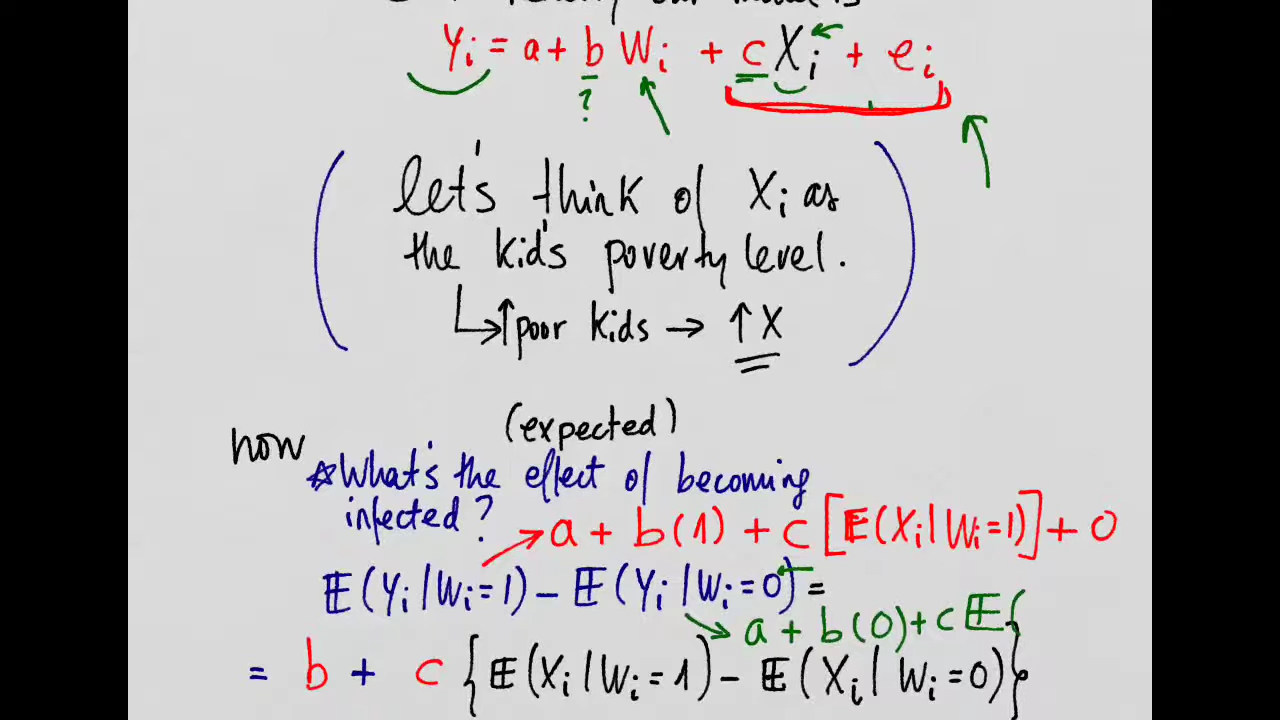 Yi = a + b Wi + c Xi + ei
?
let's think of Xi as
the kid's poverty level.
↳ ↑ poor kids → ↑ X
(expected)
now
☆ What's the effect of becoming
infected?
a + b(1) + c [E(Xi | Wi = 1)] + 0
E(Yi | Wi = 1) − E(Yi | Wi = 0) =
a + b(0) + c E{
= b + c {E(Xi | Wi = 1) − E(Xi | Wi = 0)}